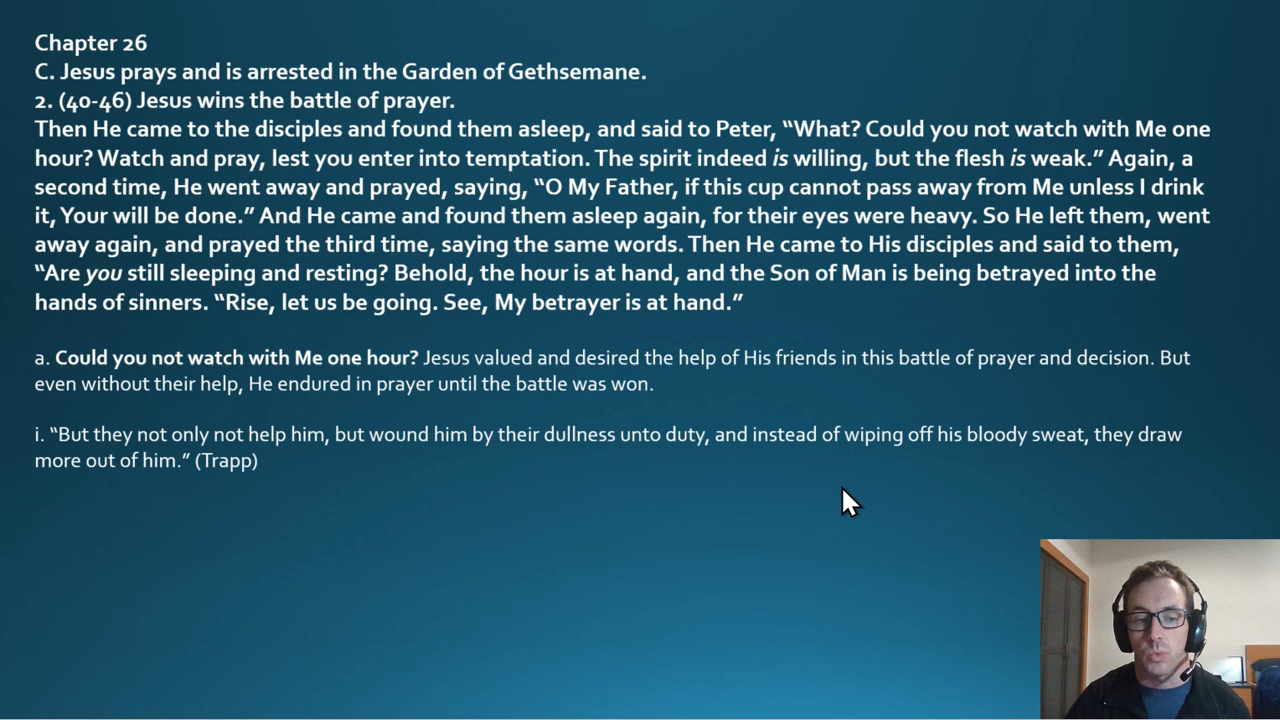 Chapter 26
C. Jesus prays and is arrested in the Garden of Gethsemane.
2. (40-46) Jesus wins the battle of prayer.
Then He came to the disciples and found them asleep, and said to Peter, “What? Could you not watch with Me one
hour? Watch and pray, lest you enter into temptation. The spirit indeed is willing, but the flesh is weak.” Again, a
second time, He went away and prayed, saying, “O My Father, if this cup cannot pass away from Me unless I drink
it, Your will be done.” And He came and found them asleep again, for their eyes were heavy. So He left them, went
away again, and prayed the third time, saying the same words. Then He came to His disciples and said to them,
“Are you still sleeping and resting? Behold, the hour is at hand, and the Son of Man is being betrayed into the
hands of sinners. “Rise, let us be going. See, My betrayer is at hand.”
a. Could you not watch with Me one hour? Jesus valued and desired the help of His friends in this battle of prayer and decision. But
even without their help, He endured in prayer until the battle was won.
i. “But they not only not help him, but wound him by their dullness unto duty, and instead of wiping off his bloody sweat, they draw
more out of him.” (Trapp)